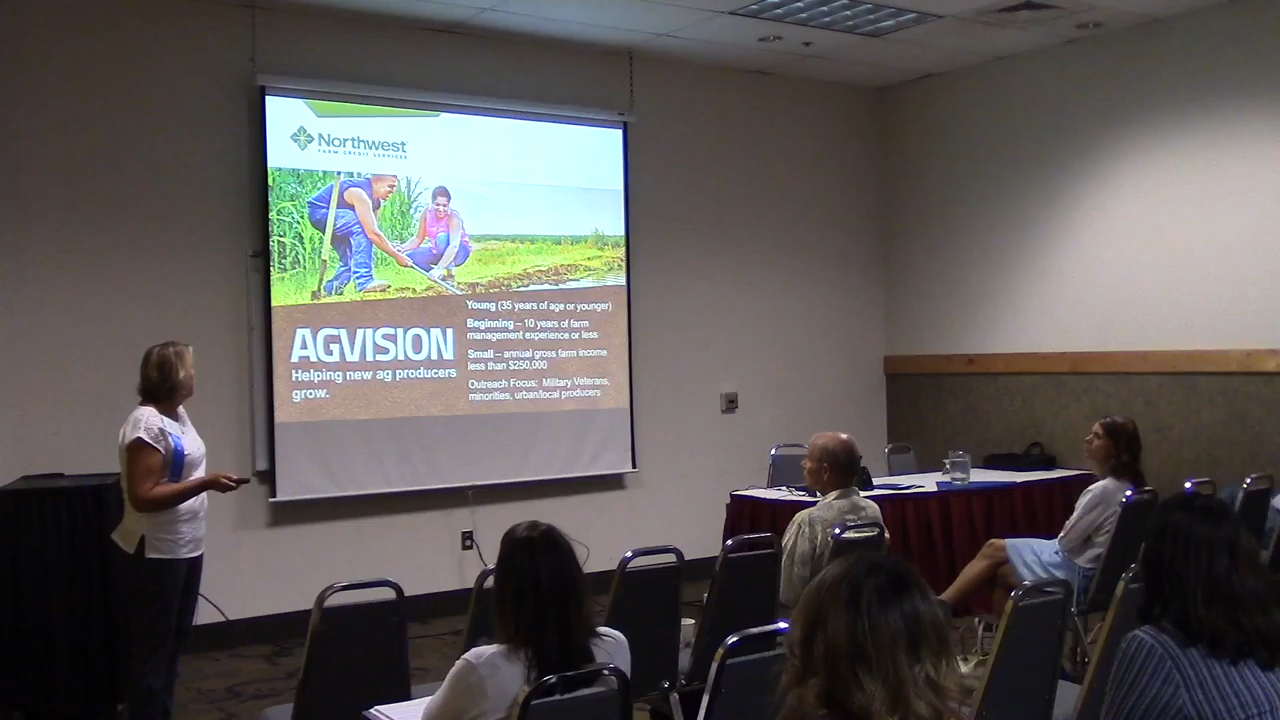 Northwest
FARM CREDIT SERVICES
Young (35 years of age or younger)
Beginning – 10 years of farm
management experience or less
Small – annual gross farm income
less than $250,000
Outreach Focus: Military Veterans,
minorities, urban/local producers
AGVISION
Helping new ag producers
grow.